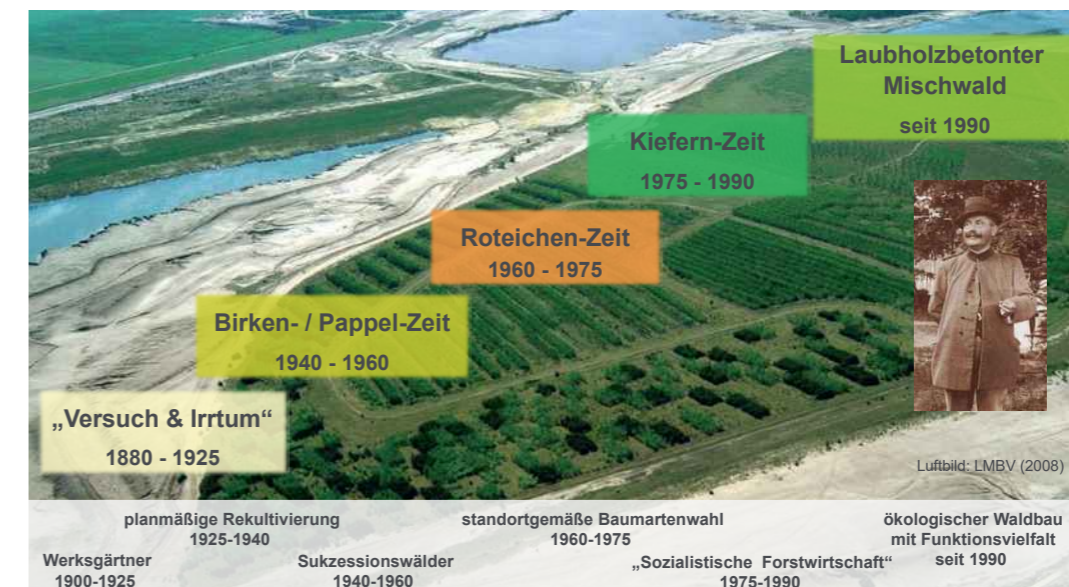 Laubholzbetonter
Mischwald
seit 1990
Kiefern-Zeit
1975 - 1990
Roteichen-Zeit
1960 - 1975
Birken- / Pappel-Zeit
1940 - 1960
„Versuch & Irrtum“
1880 - 1925
Luftbild: LMBV (2008)
planmäßige Rekultivierung
1925-1940
standortgemäße Baumartenwahl
1960-1975
ökologischer Waldbau
mit Funktionsvielfalt
seit 1990
Werksgärtner
1900-1925
Sukzessionswälder
1940-1960
„Sozialistische Forstwirtschaft“
1975-1990